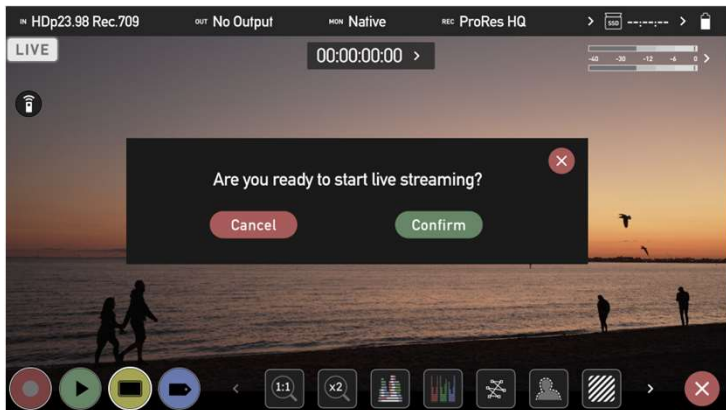 IN HDp23.98 Rec.709 OUT No Output MON Native REC ProRes HQ SSD --:--:--
LIVE
00:00:00:00
-40 -30 -12 -6 0
Are you ready to start live streaming?
Cancel Confirm
1:1 x2